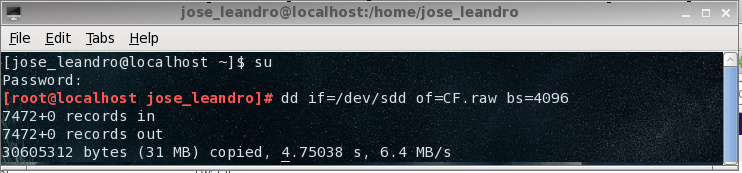 jose_leandro@localhost:/home/jose_leandro
File Edit Tabs Help
[jose_leandro@localhost ~]$ su
Password:
[root@localhost jose_leandro]# dd if=/dev/sdd of=CF.raw bs=4096
7472+0 records in
7472+0 records out
30605312 bytes (31 MB) copied, 4.75038 s, 6.4 MB/s